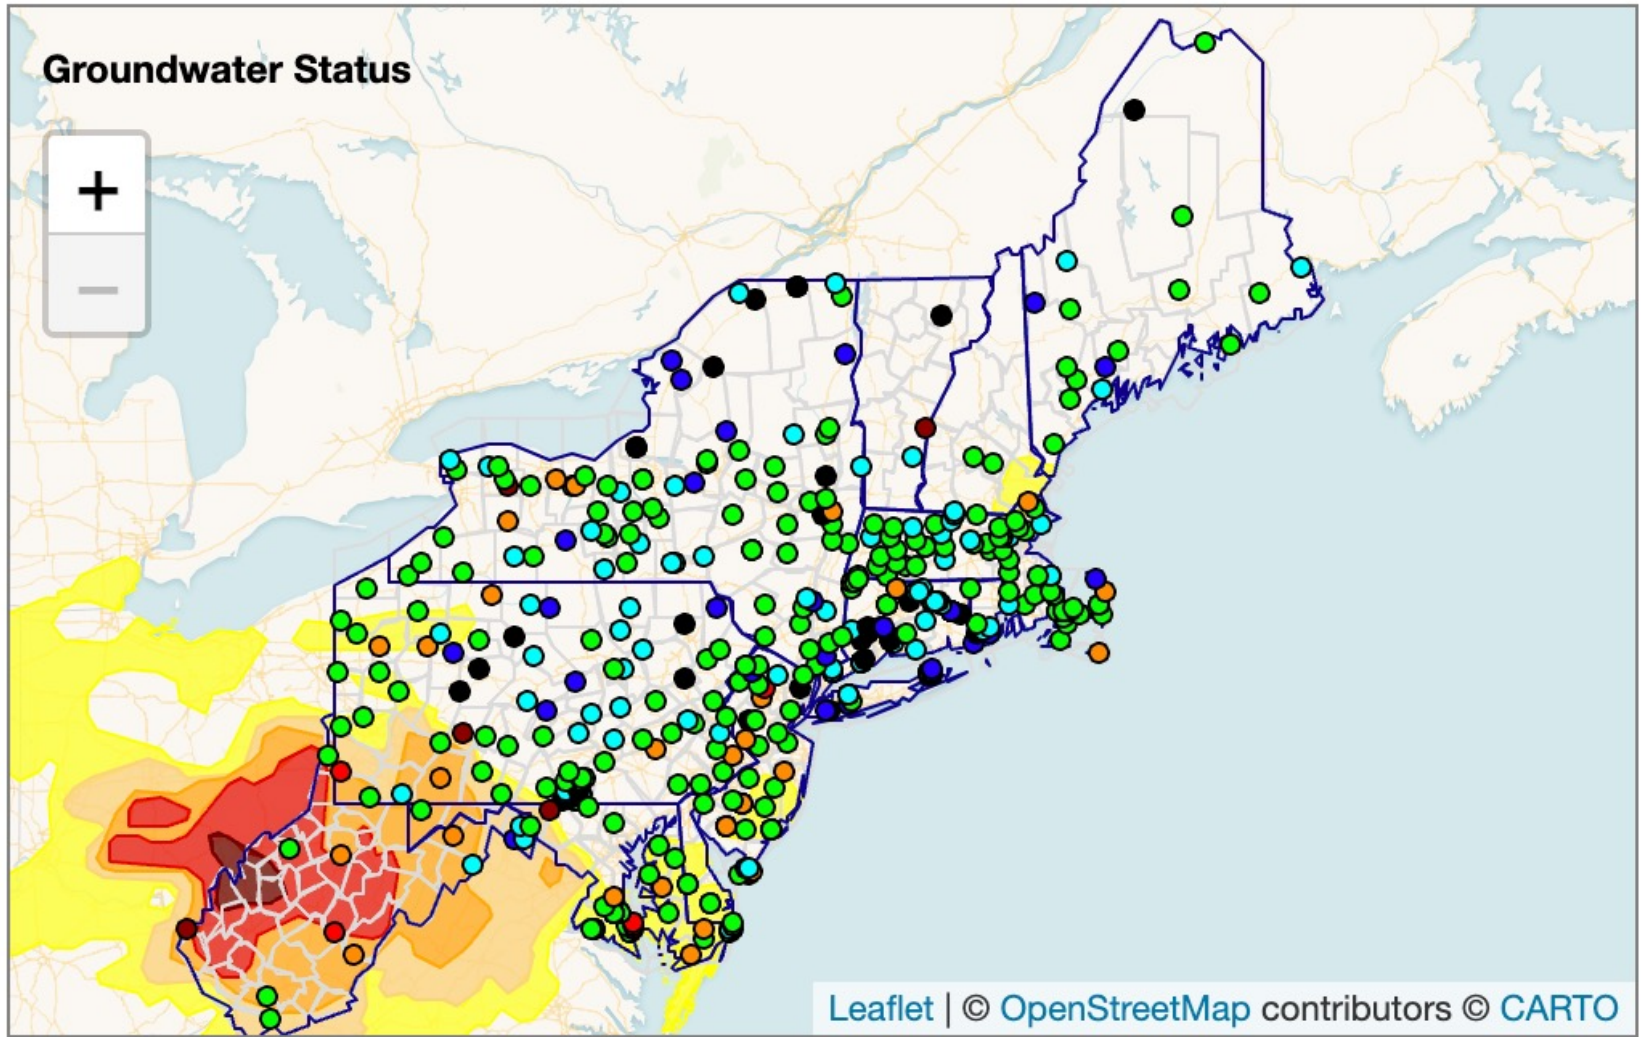 Groundwater Status
+
−
Leaflet | © OpenStreetMap contributors © CARTO